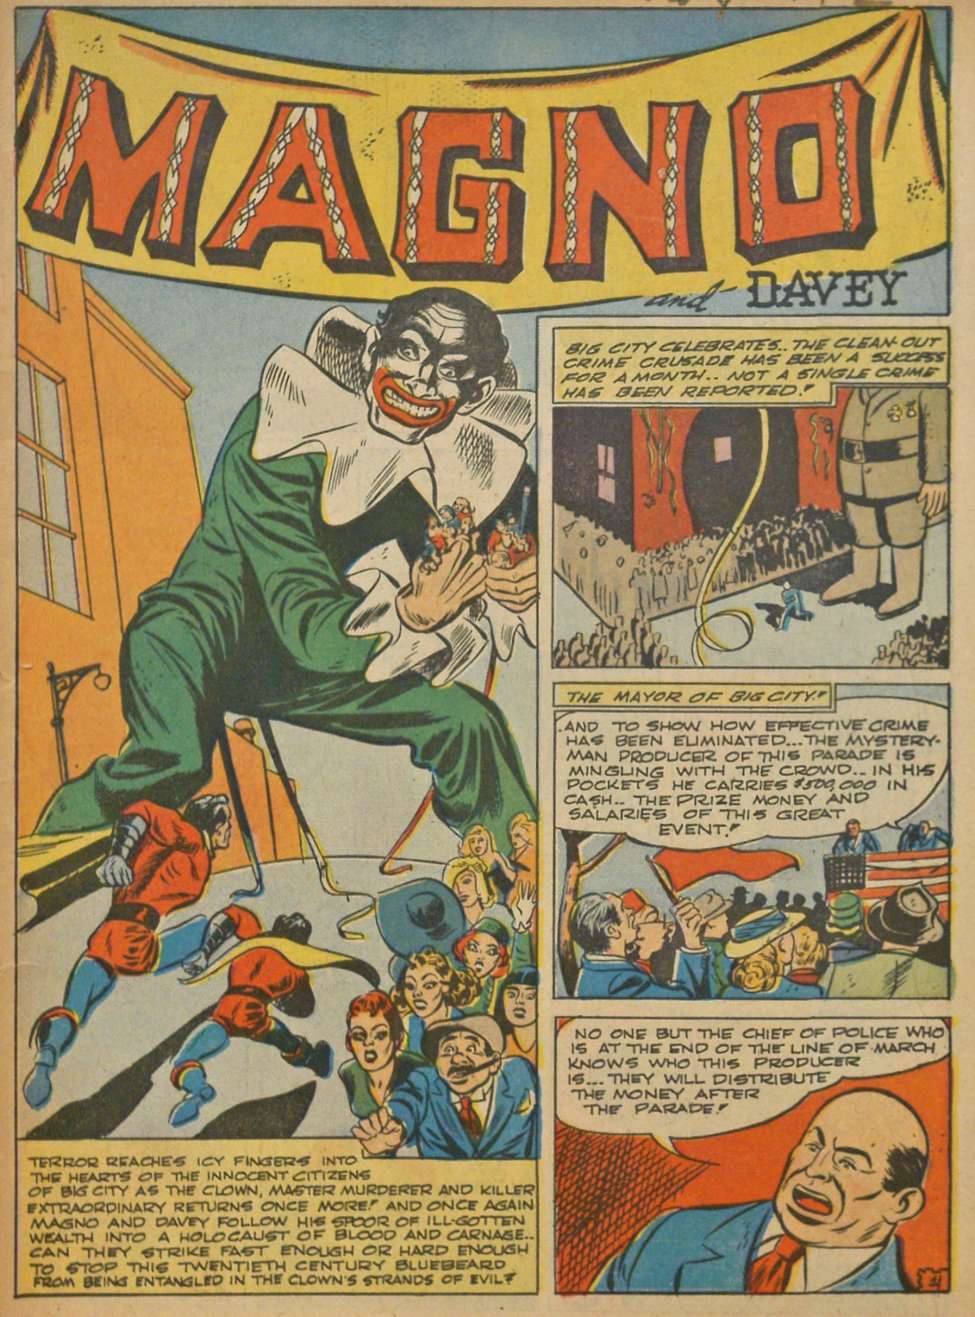 MAGNO
and DAVEY
TERROR REACHES ICY FINGERS INTO
THE HEARTS OF THE INNOCENT CITIZENS
OF BIG CITY AS THE CLOWN, MASTER MURDERER AND KILLER
EXTRAORDINARY RETURNS ONCE MORE! AND ONCE AGAIN
MAGNO AND DAVEY FOLLOW HIS SPOOR OF ILL-GOTTEN
WEALTH INTO A HOLOCAUST OF BLOOD AND CARNAGE..
CAN THEY STRIKE FAST ENOUGH OR HARD ENOUGH
TO STOP THIS TWENTIETH CENTURY BLUEBEARD
FROM BEING ENTANGLED IN THE CLOWN'S STRANDS OF EVIL?
BIG CITY CELEBRATES.. THE CLEAN-OUT
CRIME CRUSADE HAS BEEN A SUCCESS
FOR A MONTH.. NOT A SINGLE CRIME
HAS BEEN REPORTED!
THE MAYOR OF BIG CITY!
AND TO SHOW HOW EFFECTIVE CRIME
HAS BEEN ELIMINATED...THE MYSTERY-
MAN PRODUCER OF THIS PARADE IS
MINGLING WITH THE CROWD.. IN HIS
POCKETS HE CARRIES $500,000 IN
CASH.. THE PRIZE MONEY AND
SALARIES OF THIS GREAT
EVENT!
NO ONE BUT THE CHIEF OF POLICE WHO
IS AT THE END OF THE LINE OF MARCH
KNOWS WHO THIS PRODUCER
IS...THEY WILL DISTRIBUTE
THE MONEY AFTER
THE PARADE!